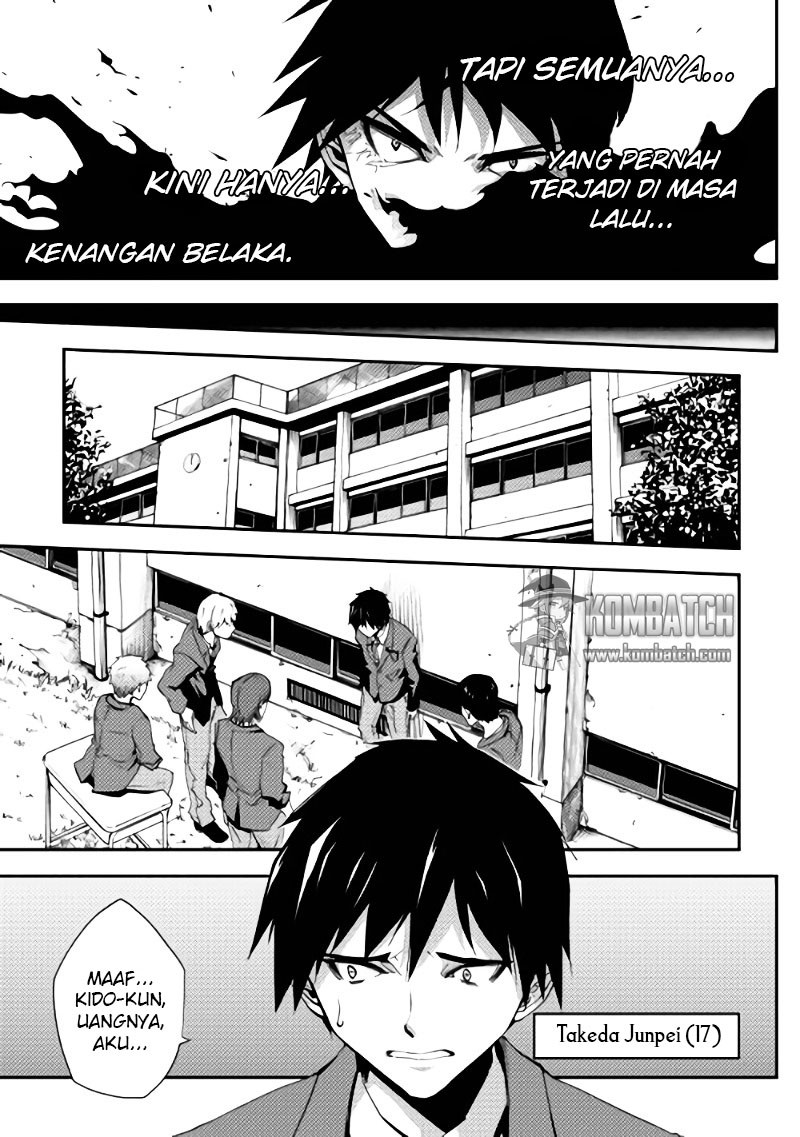 TAPI SEMUANYA...
YANG PERNAH
TERJADI DI MASA
LALU...
KINI HANYA!...
KENANGAN BELAKA.
KOMBATCH
www.kombatch.com
MAAF...
KIDO-KUN,
UANGNYA,
AKU...
Takeda Junpei (17)